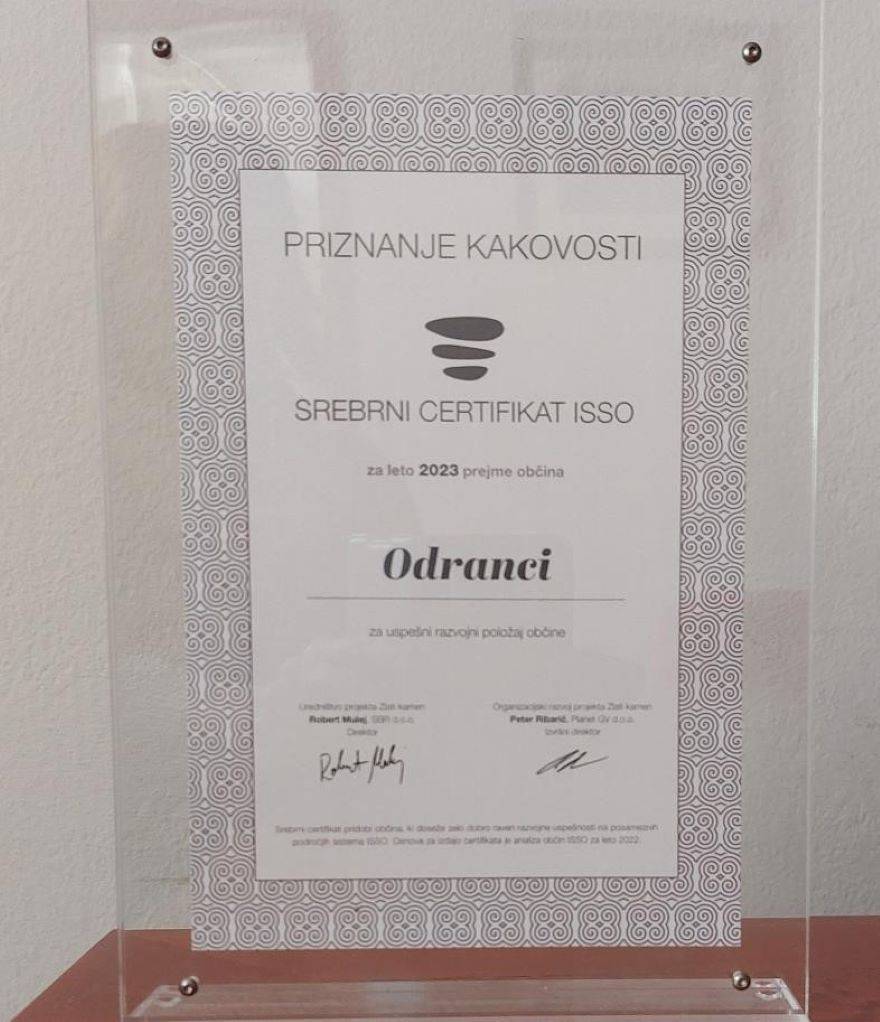 PRIZNANJE KAKOVOSTI
SREBRNI CERTIFIKAT ISSO
za leto 2023 prejme občina
Odranci
za uspešni razvojni položaj občine
Uredništvo projekta Zlati kamen
Robert Mulej, SBR d.o.o.
Direktor
Organizacijski razvoj projekta Zlati kamen
Peter Ribarič, Planet GV d.o.o.
Izvršni direktor
Srebrni certifikat pridobi občina, ki doseže zelo dobro raven razvojne uspešnosti na posameznih
področjih sistema ISSO. Osnova za izdajo certifikata je analiza občin ISSO za leto 2022.